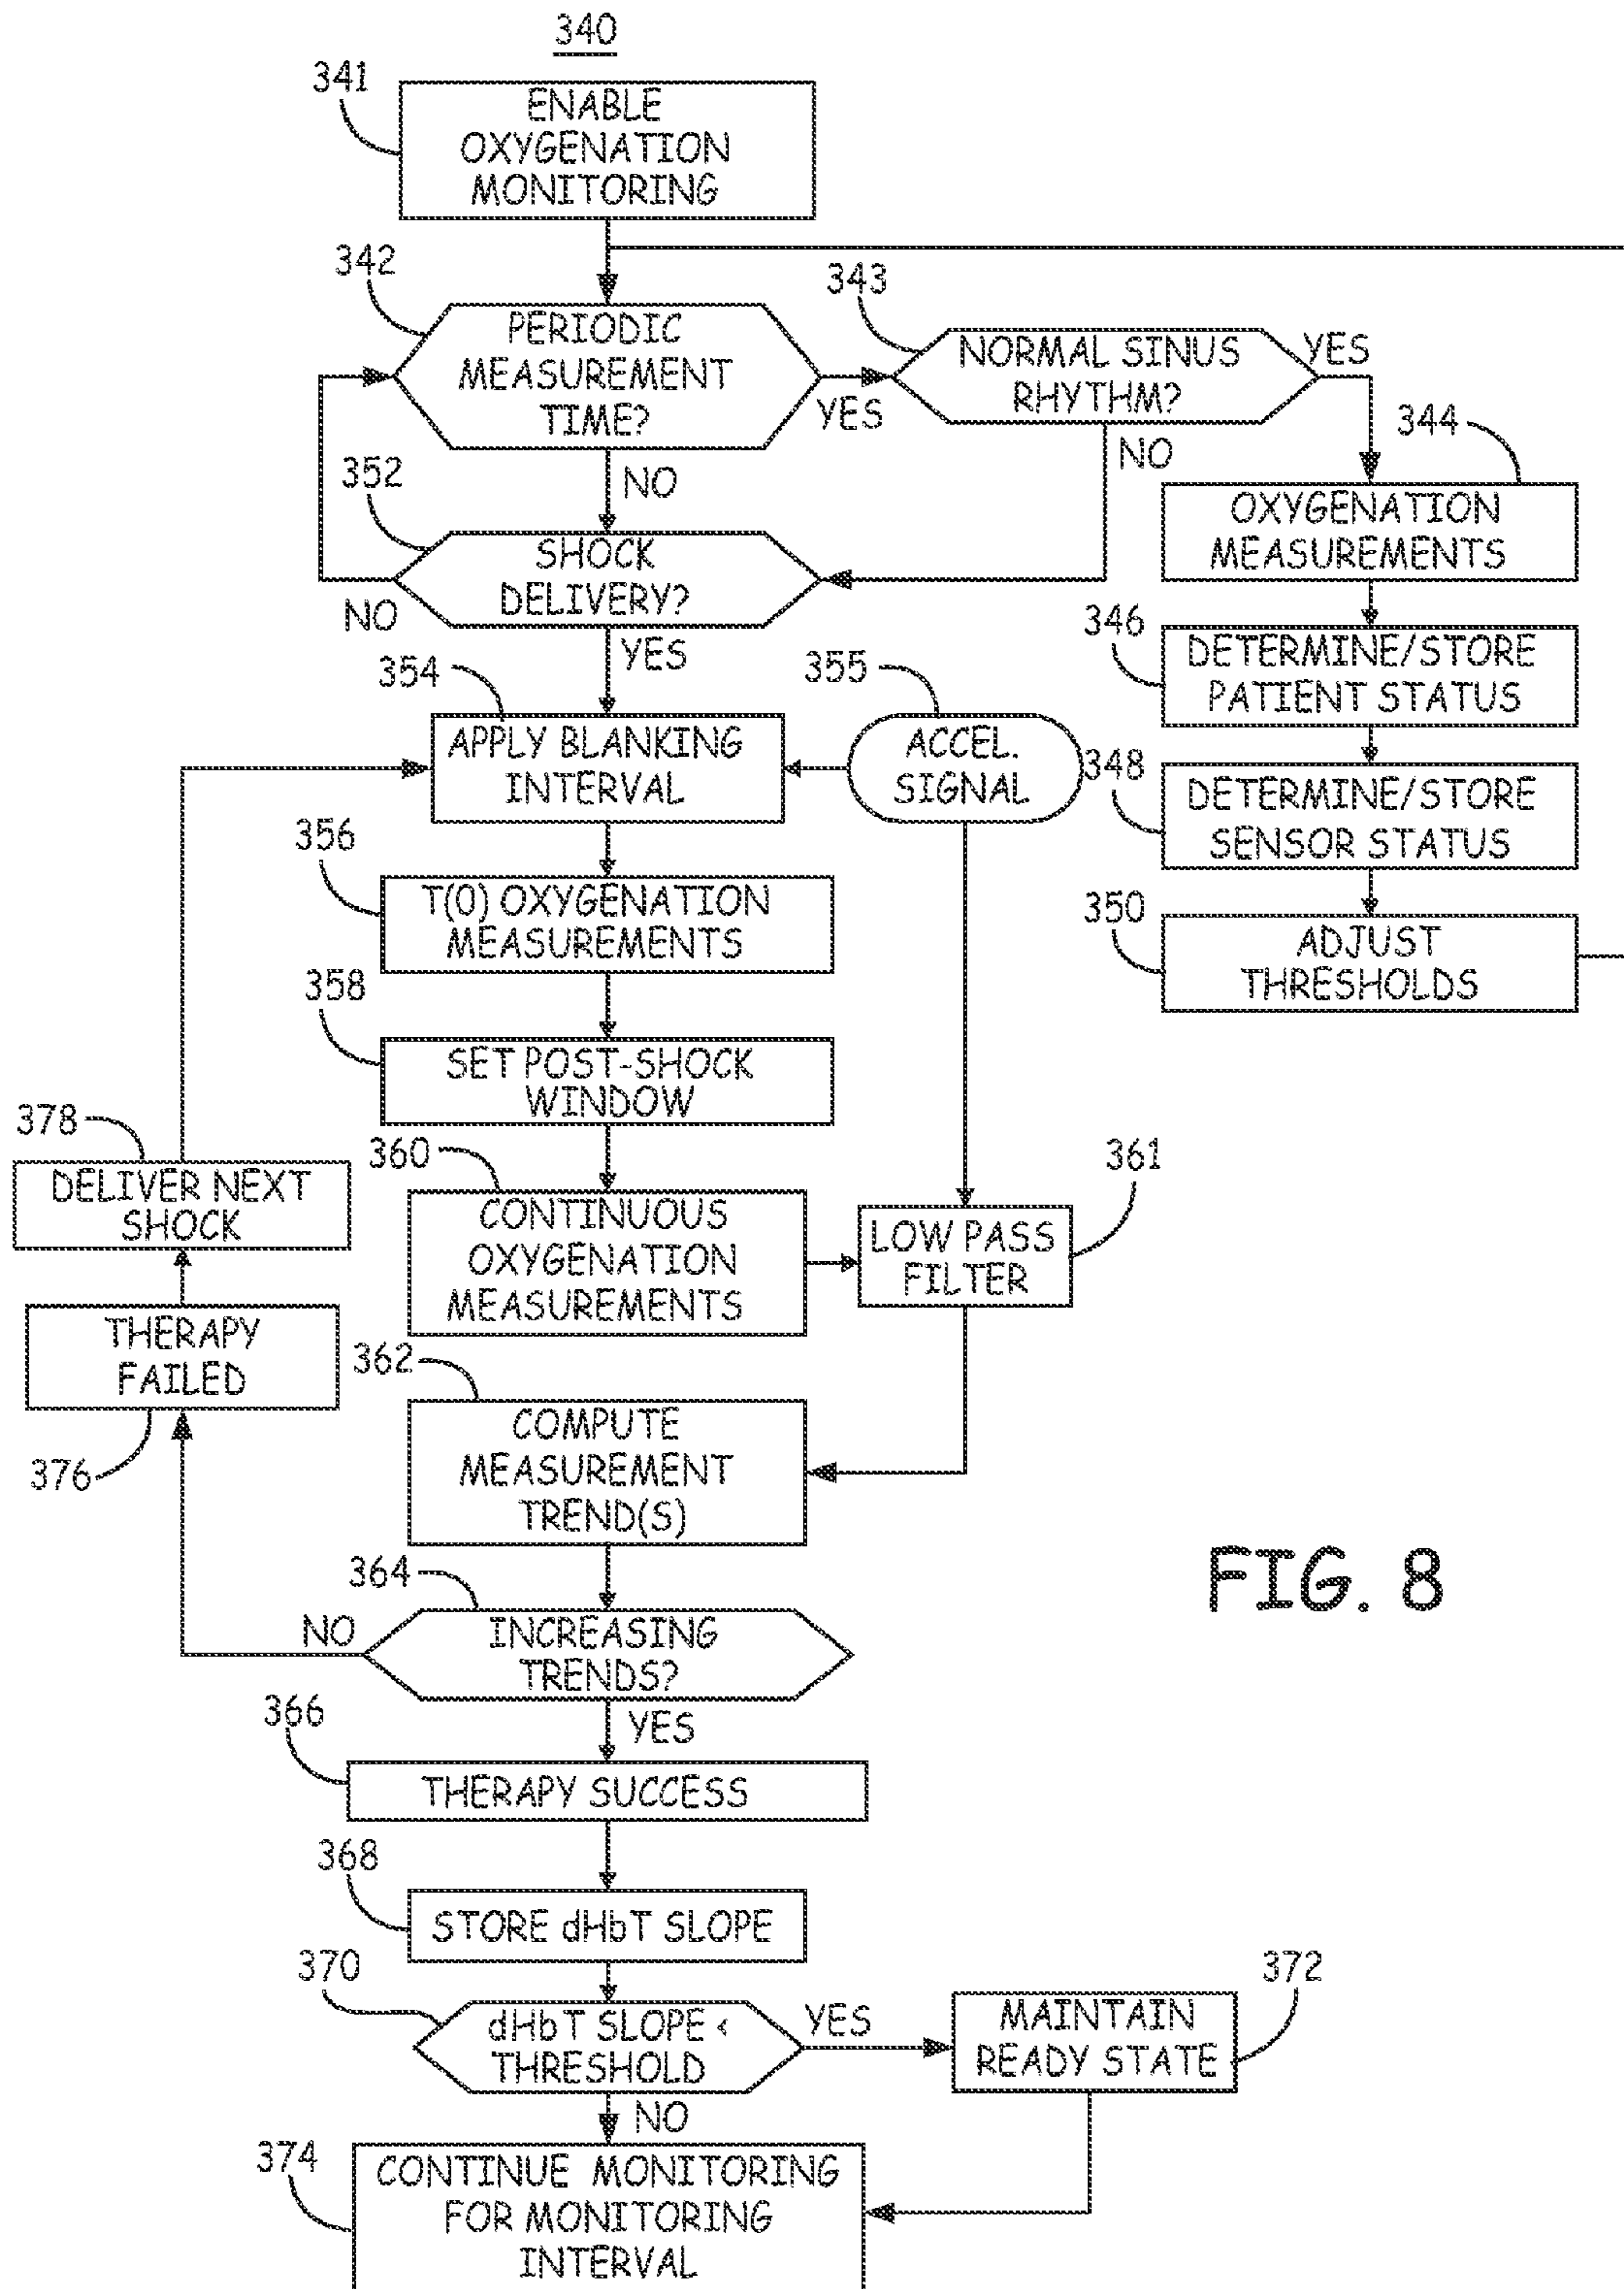 340
341
ENABLE
OXYGENATION
MONITORING
342
PERIODIC
MEASUREMENT
TIME?
YES
NO
343
NORMAL SINUS
RHYTHM?
YES
NO
344
OXYGENATION
MEASUREMENTS
346
DETERMINE/STORE
PATIENT STATUS
348
DETERMINE/STORE
SENSOR STATUS
350
ADJUST
THRESHOLDS
352
SHOCK
DELIVERY?
NO
YES
354
APPLY BLANKING
INTERVAL
355
ACCEL.
SIGNAL
356
T(0) OXYGENATION
MEASUREMENTS
358
SET POST-SHOCK
WINDOW
360
CONTINUOUS
OXYGENATION
MEASUREMENTS
361
LOW PASS
FILTER
362
COMPUTE
MEASUREMENT
TREND(S)
364
INCREASING
TRENDS?
NO
YES
378
DELIVER NEXT
SHOCK
THERAPY
FAILED
376
366
THERAPY SUCCESS
368
STORE dHbT SLOPE
370
dHbT SLOPE <
THRESHOLD
YES
NO
372
MAINTAIN
READY STATE
374
CONTINUE MONITORING
FOR MONITORING
INTERVAL
FIG. 8